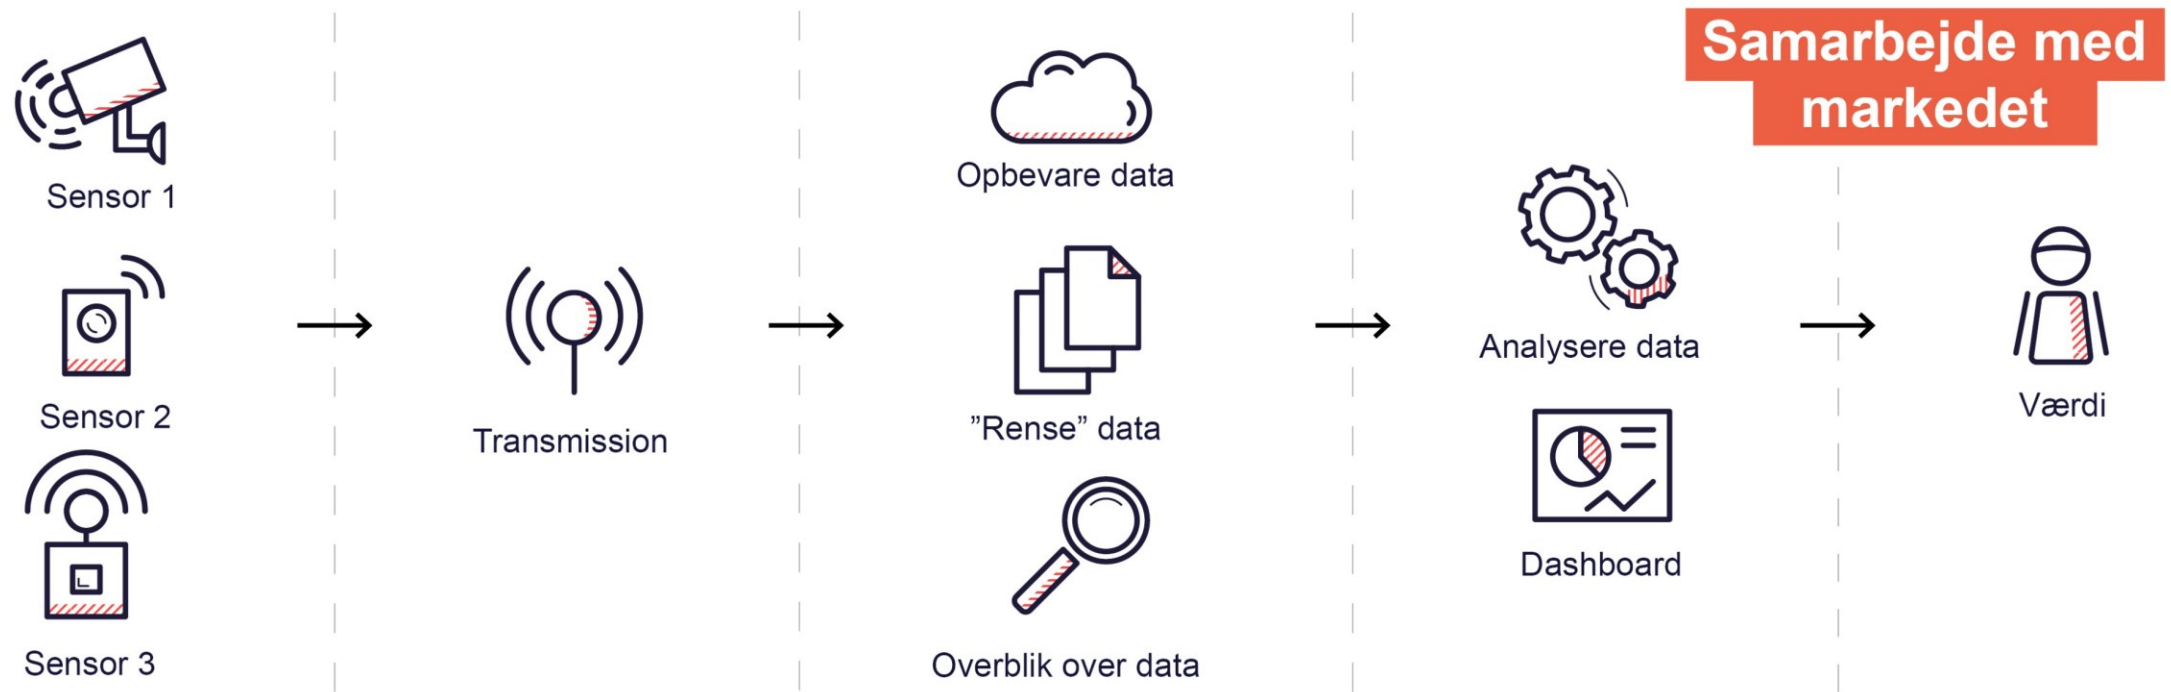 Samarbejde med
markedet
Sensor 1
Sensor 2
Sensor 3
Transmission
Opbevare data
”Rense” data
Overblik over data
Analysere data
Dashboard
Værdi